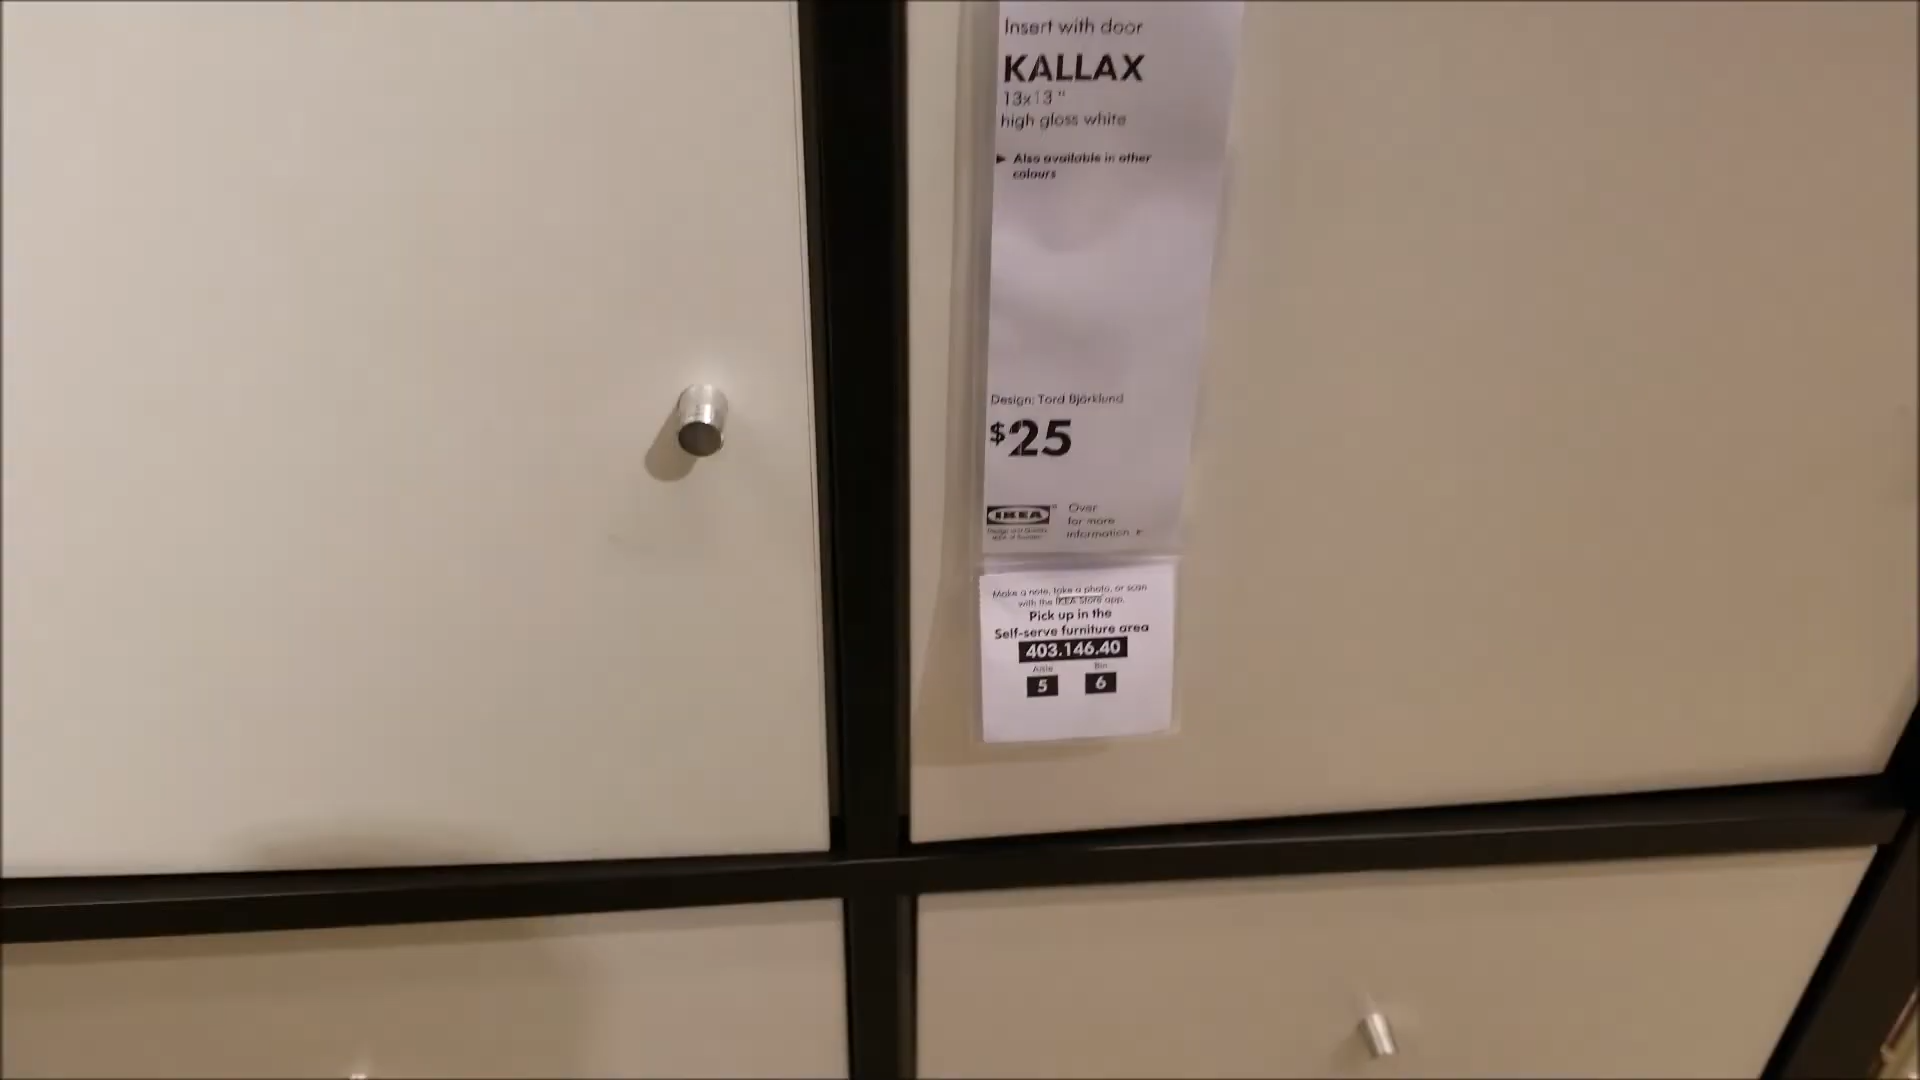 Insert with door
KALLAX
13x13 "
high gloss white
► Also available in other
colours
Design: Tord Björklund
$25
IKEA
Over
for more
information ►
Make a note, take a photo, or scan
with the IKEA Store app.
Pick up in the
Self-serve furniture area
403.146.40
Aisle Bin
5 6